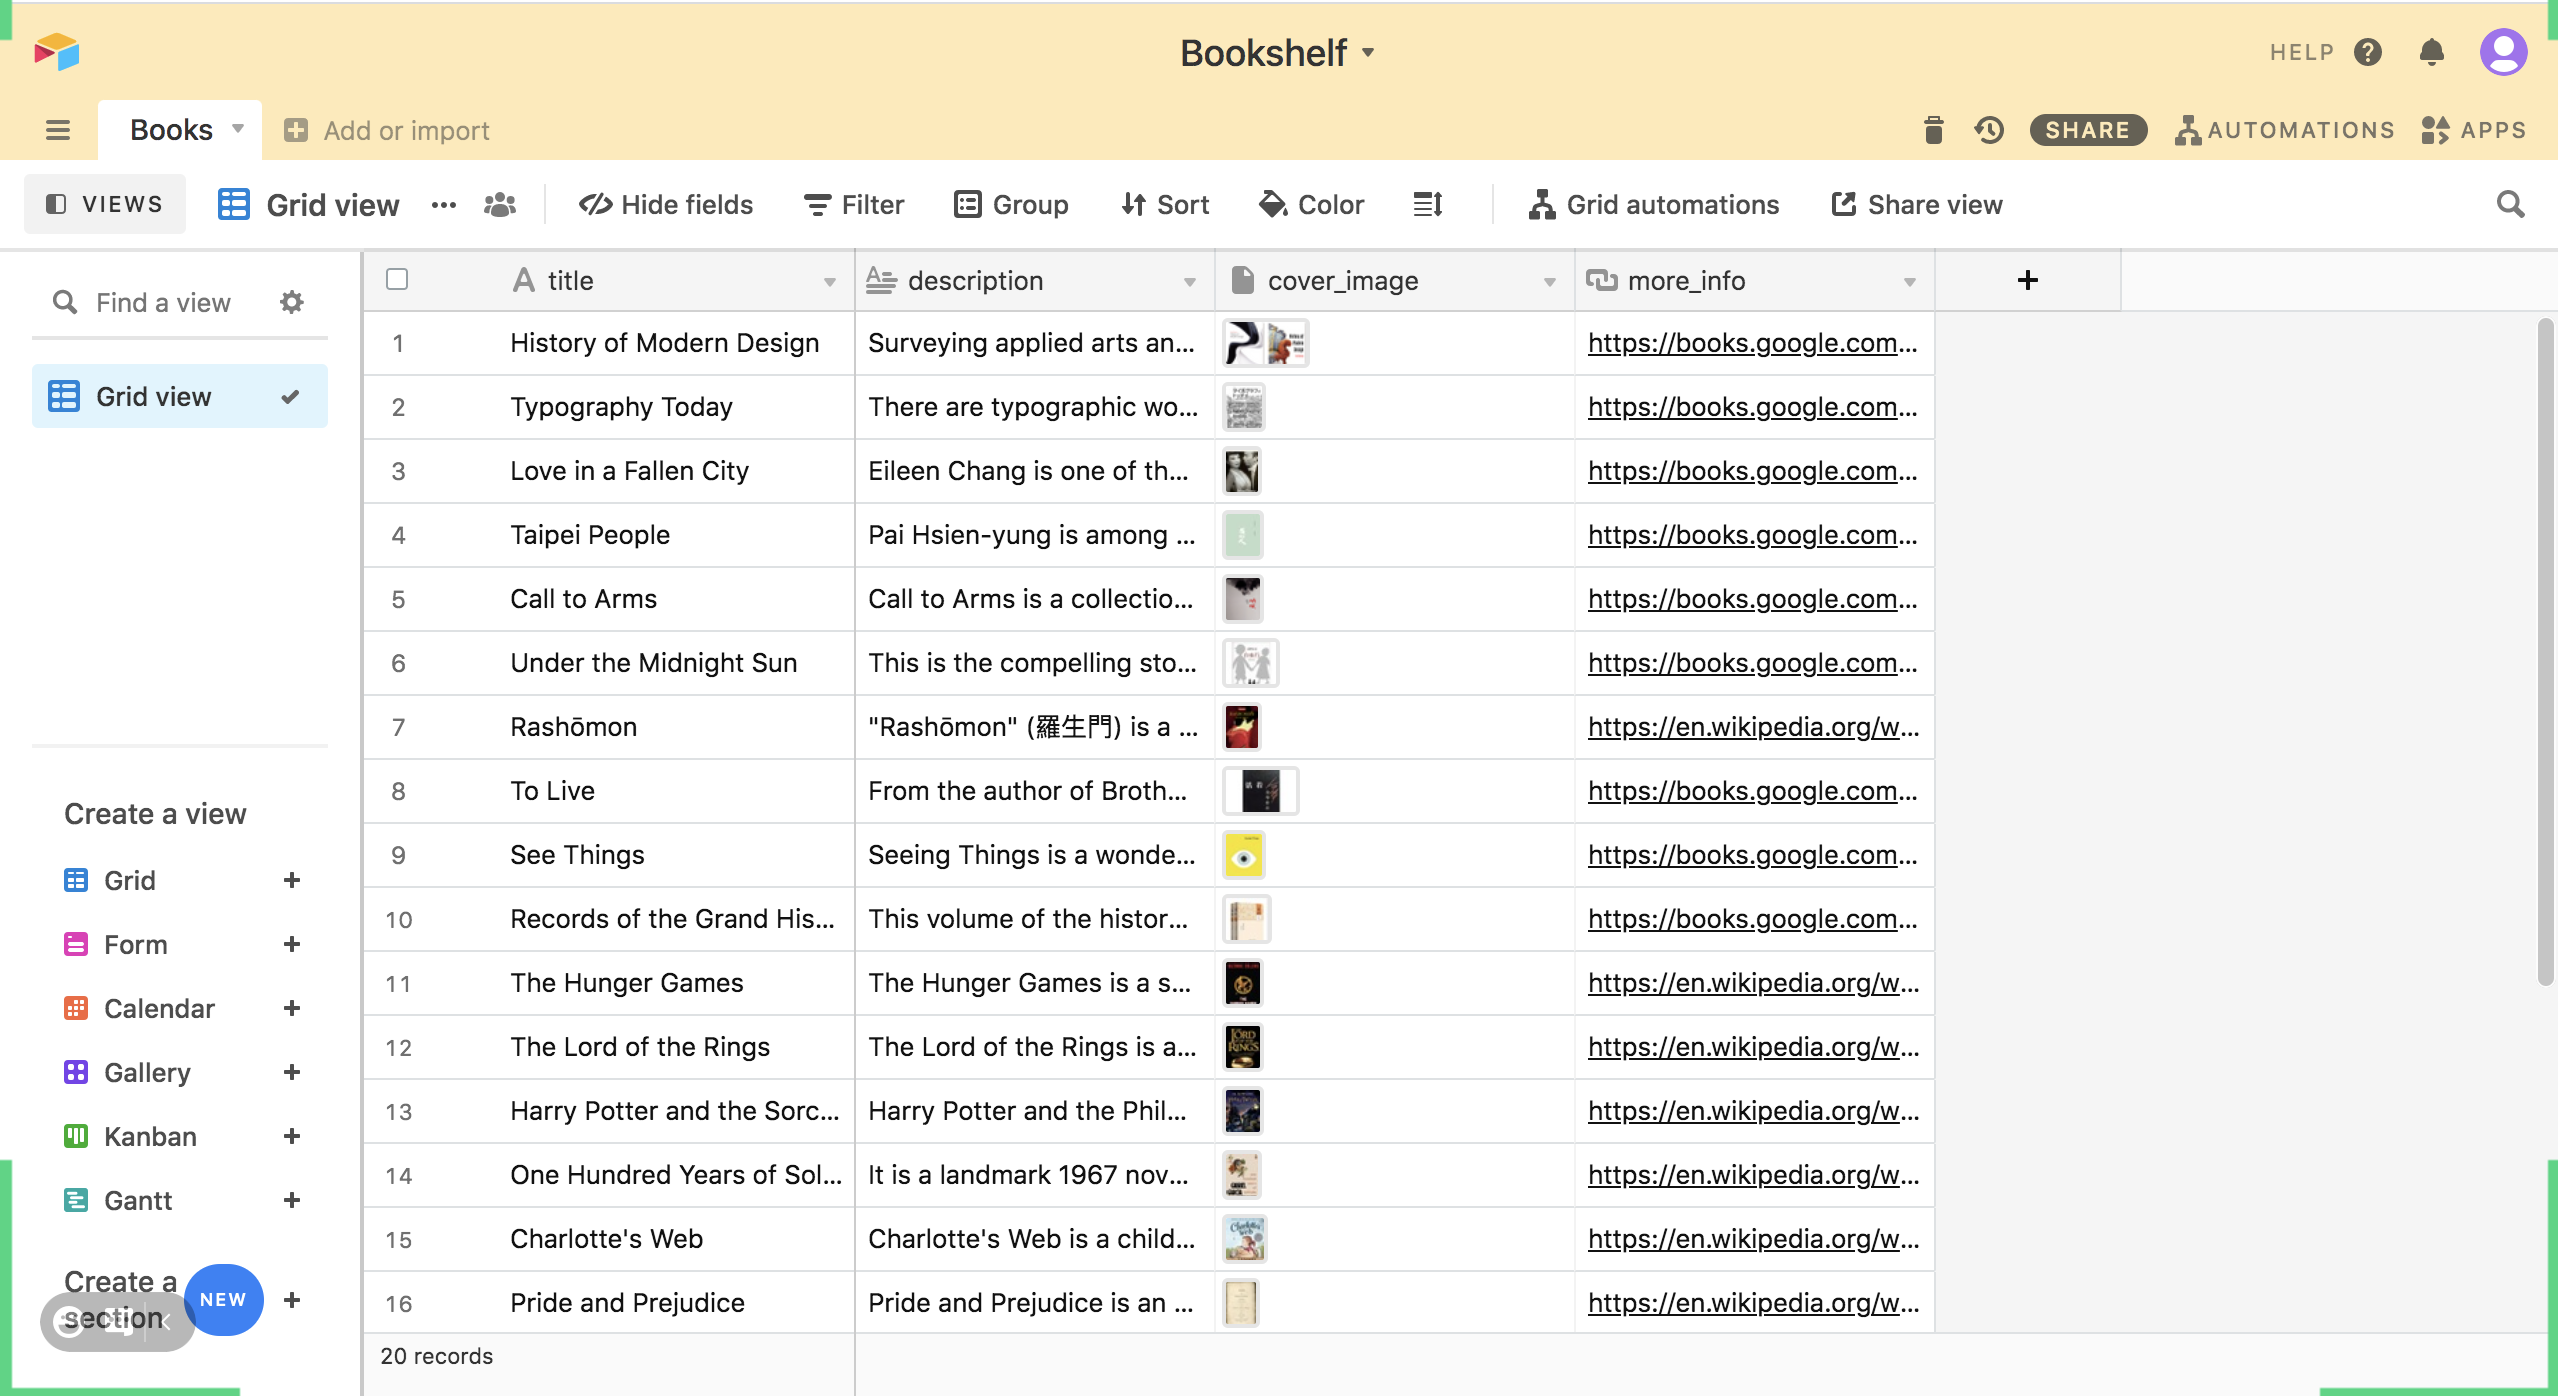 Bookshelf
HELP
Books
Add or import
SHARE
AUTOMATIONS
APPS
VIEWS
Grid view
Hide fields
Filter
Group
Sort
Color
Grid automations
Share view
Find a view
Grid view
Create a view
Grid
Form
Calendar
Gallery
Kanban
Gantt
Create a
section
NEW
title description cover_image more_info
1 History of Modern Design Surveying applied arts an... https://books.google.com...
2 Typography Today There are typographic wo... https://books.google.com...
3 Love in a Fallen City Eileen Chang is one of th... https://books.google.com...
4 Taipei People Pai Hsien-yung is among ... https://books.google.com...
5 Call to Arms Call to Arms is a collectio... https://books.google.com...
6 Under the Midnight Sun This is the compelling sto... https://books.google.com...
7 Rashōmon "Rashōmon" (羅生門) is a ... https://en.wikipedia.org/w...
8 To Live From the author of Broth... https://books.google.com...
9 See Things Seeing Things is a wonde... https://books.google.com...
10 Records of the Grand His... This volume of the histor... https://books.google.com...
11 The Hunger Games The Hunger Games is a s... https://en.wikipedia.org/w...
12 The Lord of the Rings The Lord of the Rings is a... https://en.wikipedia.org/w...
13 Harry Potter and the Sorc... Harry Potter and the Phil... https://en.wikipedia.org/w...
14 One Hundred Years of Sol... It is a landmark 1967 nov... https://en.wikipedia.org/w...
15 Charlotte's Web Charlotte's Web is a child... https://en.wikipedia.org/w...
16 Pride and Prejudice Pride and Prejudice is an ... https://en.wikipedia.org/w...
20 records